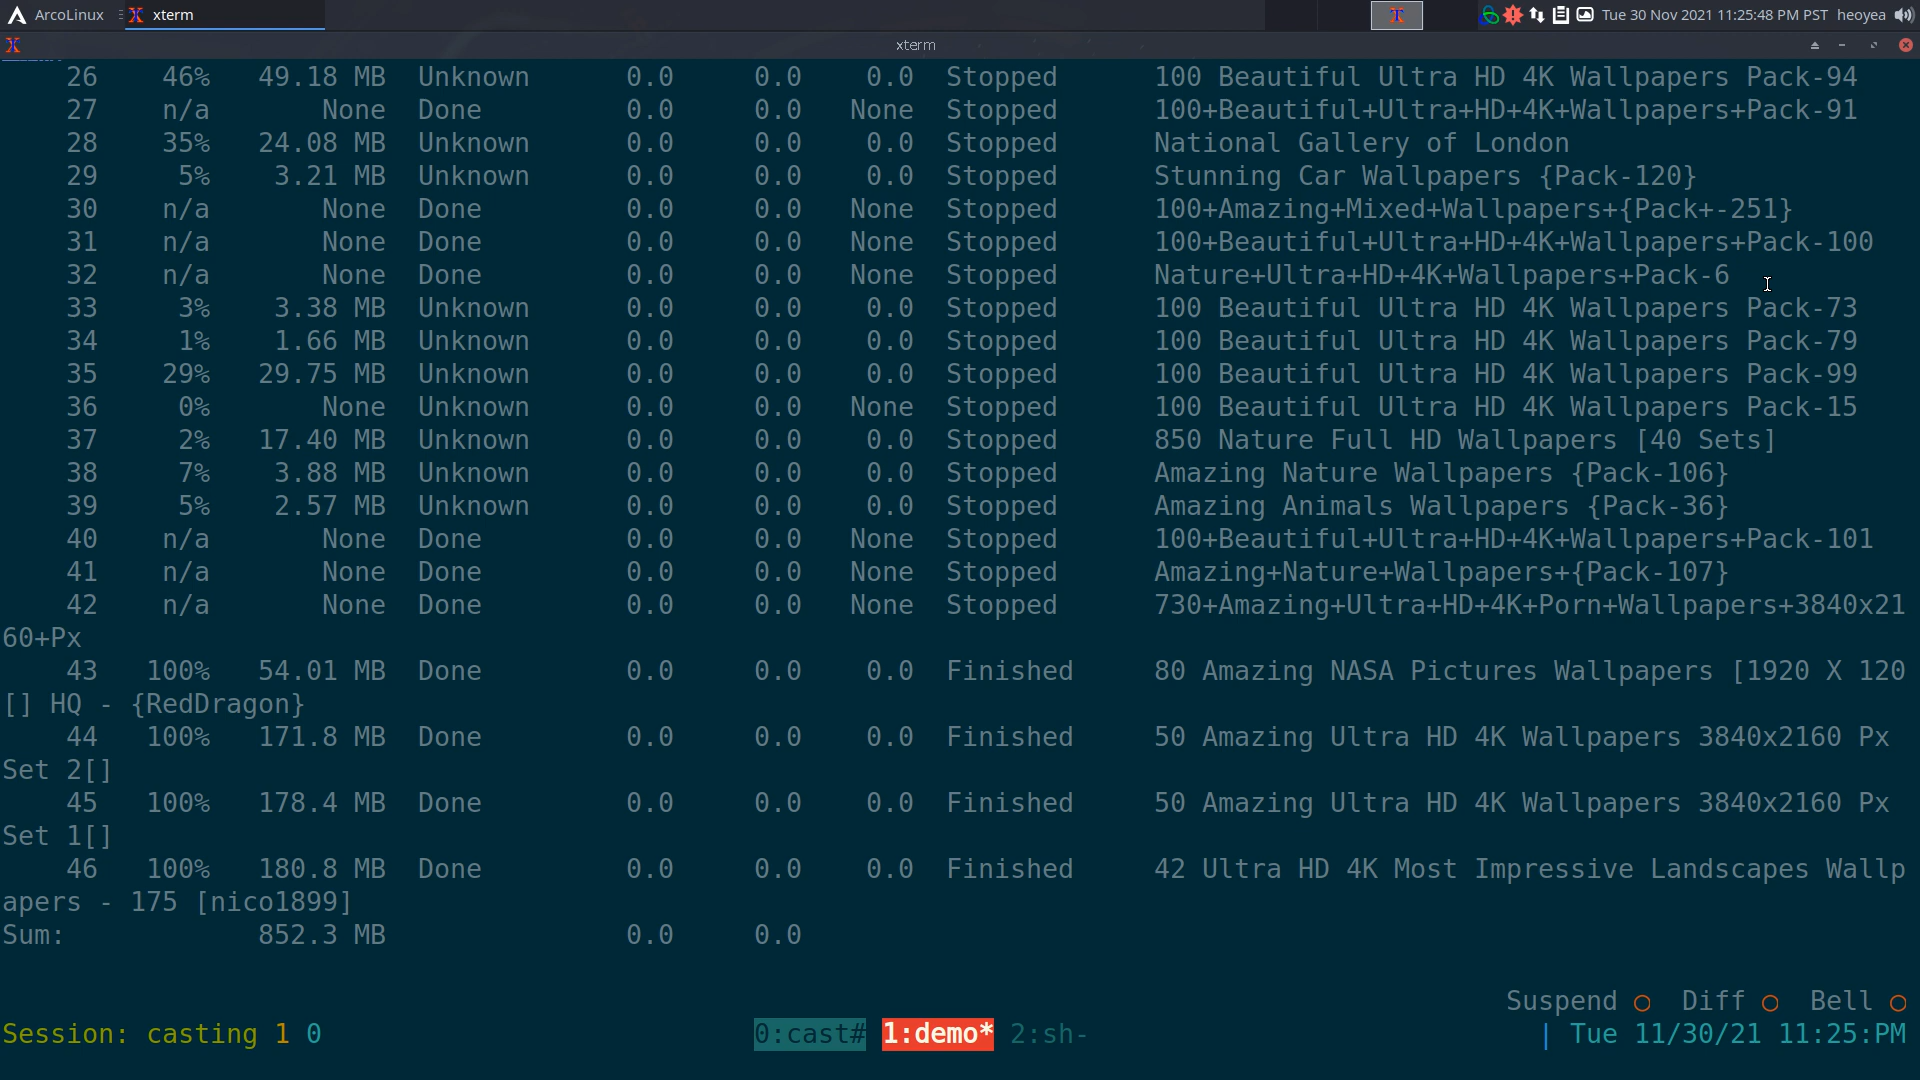 ArcoLinux xterm Tue 30 Nov 2021 11:25:48 PM PST heoyea
xterm
26 46% 49.18 MB Unknown 0.0 0.0 0.0 Stopped 100 Beautiful Ultra HD 4K Wallpapers Pack-94
27 n/a None Done 0.0 0.0 None Stopped 100+Beautiful+Ultra+HD+4K+Wallpapers+Pack-91
28 35% 24.08 MB Unknown 0.0 0.0 0.0 Stopped National Gallery of London
29 5% 3.21 MB Unknown 0.0 0.0 0.0 Stopped Stunning Car Wallpapers {Pack-120}
30 n/a None Done 0.0 0.0 None Stopped 100+Amazing+Mixed+Wallpapers+{Pack+-251}
31 n/a None Done 0.0 0.0 None Stopped 100+Beautiful+Ultra+HD+4K+Wallpapers+Pack-100
32 n/a None Done 0.0 0.0 None Stopped Nature+Ultra+HD+4K+Wallpapers+Pack-6
33 3% 3.38 MB Unknown 0.0 0.0 0.0 Stopped 100 Beautiful Ultra HD 4K Wallpapers Pack-73
34 1% 1.66 MB Unknown 0.0 0.0 0.0 Stopped 100 Beautiful Ultra HD 4K Wallpapers Pack-79
35 29% 29.75 MB Unknown 0.0 0.0 0.0 Stopped 100 Beautiful Ultra HD 4K Wallpapers Pack-99
36 0% None Unknown 0.0 0.0 None Stopped 100 Beautiful Ultra HD 4K Wallpapers Pack-15
37 2% 17.40 MB Unknown 0.0 0.0 0.0 Stopped 850 Nature Full HD Wallpapers [40 Sets]
38 7% 3.88 MB Unknown 0.0 0.0 0.0 Stopped Amazing Nature Wallpapers {Pack-106}
39 5% 2.57 MB Unknown 0.0 0.0 0.0 Stopped Amazing Animals Wallpapers {Pack-36}
40 n/a None Done 0.0 0.0 None Stopped 100+Beautiful+Ultra+HD+4K+Wallpapers+Pack-101
41 n/a None Done 0.0 0.0 None Stopped Amazing+Nature+Wallpapers+{Pack-107}
42 n/a None Done 0.0 0.0 None Stopped 730+Amazing+Ultra+HD+4K+Porn+Wallpapers+3840x21
60+Px
43 100% 54.01 MB Done 0.0 0.0 0.0 Finished 80 Amazing NASA Pictures Wallpapers [1920 X 120
[] HQ - {RedDragon}
44 100% 171.8 MB Done 0.0 0.0 0.0 Finished 50 Amazing Ultra HD 4K Wallpapers 3840x2160 Px
Set 2[]
45 100% 178.4 MB Done 0.0 0.0 0.0 Finished 50 Amazing Ultra HD 4K Wallpapers 3840x2160 Px
Set 1[]
46 100% 180.8 MB Done 0.0 0.0 0.0 Finished 42 Ultra HD 4K Most Impressive Landscapes Wallp
apers - 175 [nico1899]
Sum: 852.3 MB 0.0 0.0
Suspend ○ Diff ○ Bell ○
Session: casting 1 0 0:cast# 1:demo* 2:sh- | Tue 11/30/21 11:25:PM